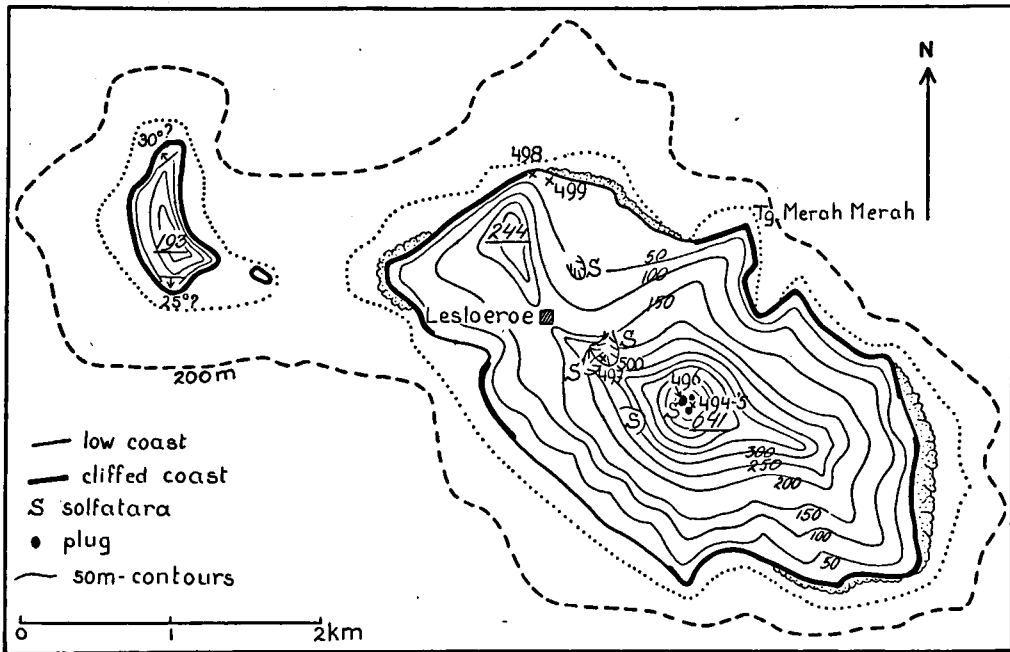 N
30°?
498
499
Tg. Merah Merah
193
244
S
50
100
150
25°?
Lesloeroe
S
200m
S
497
500
496
S
494-5
S
641
300
250
200
150
100
50
low coast
cliffed coast
S solfatara
plug
50m-contours
0 1 2km